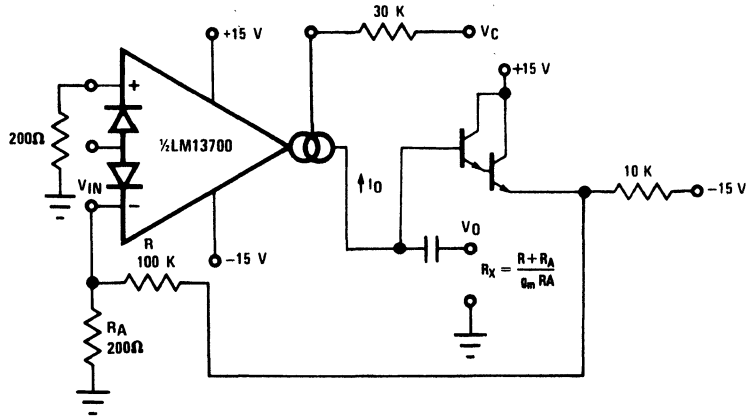 30 K
VC
+15 V
+15 V
+
200Ω
½LM13700
VIN
IO
10 K
-15 V
−
VO
R
100 K
-15 V
RX = R + RA / gm RA
RA
200Ω